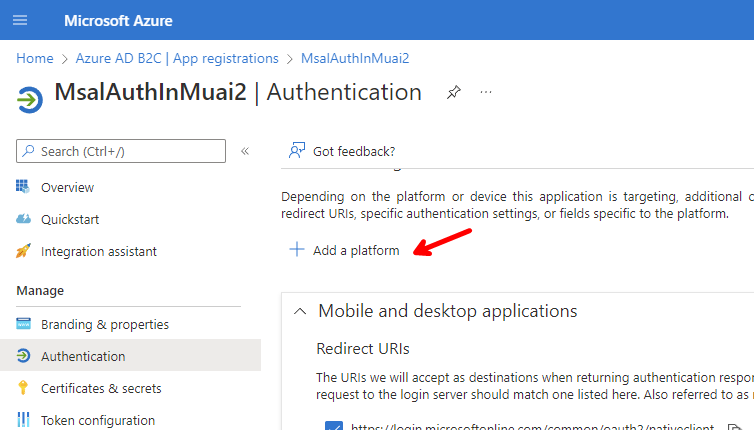 Microsoft Azure
Home > Azure AD B2C | App registrations > MsalAuthInMuai2
MsalAuthInMuai2 | Authentication
Search (Ctrl+/)
Got feedback?
Overview
Quickstart
Integration assistant
Manage
Branding & properties
Authentication
Certificates & secrets
Token configuration
Depending on the platform or device this application is targeting, additional
redirect URIs, specific authentication settings, or fields specific to the platform.
Add a platform
Mobile and desktop applications
Redirect URIs
The URIs we will accept as destinations when returning authentication
request to the login server should match one listed here. Also referred to as
https://login.microsoftonline.com/common/oauth2/nativeclient